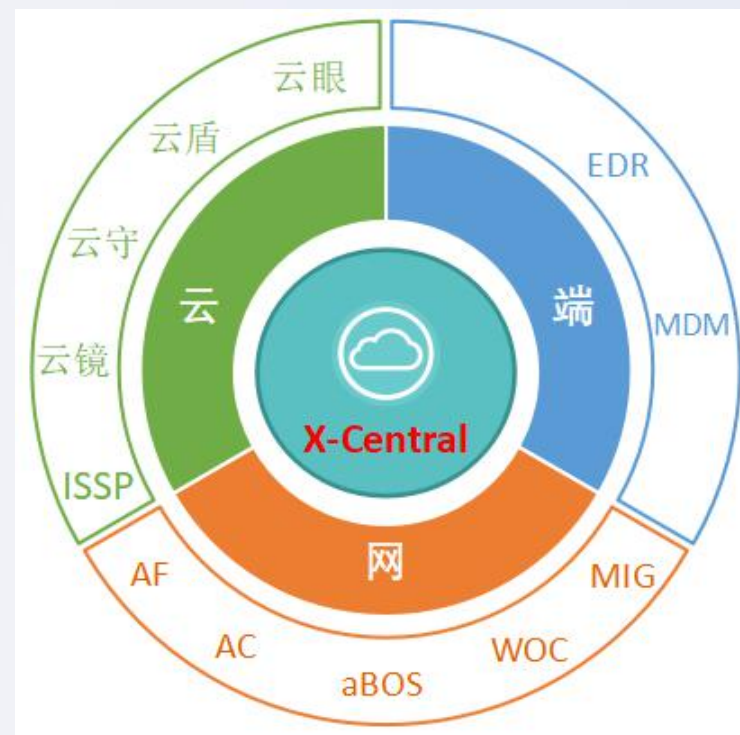 云眼
云盾
云守
云镜
ISSP
云
端
网
X-Central
EDR
MDM
AF
AC
aBOS
WOC
MIG